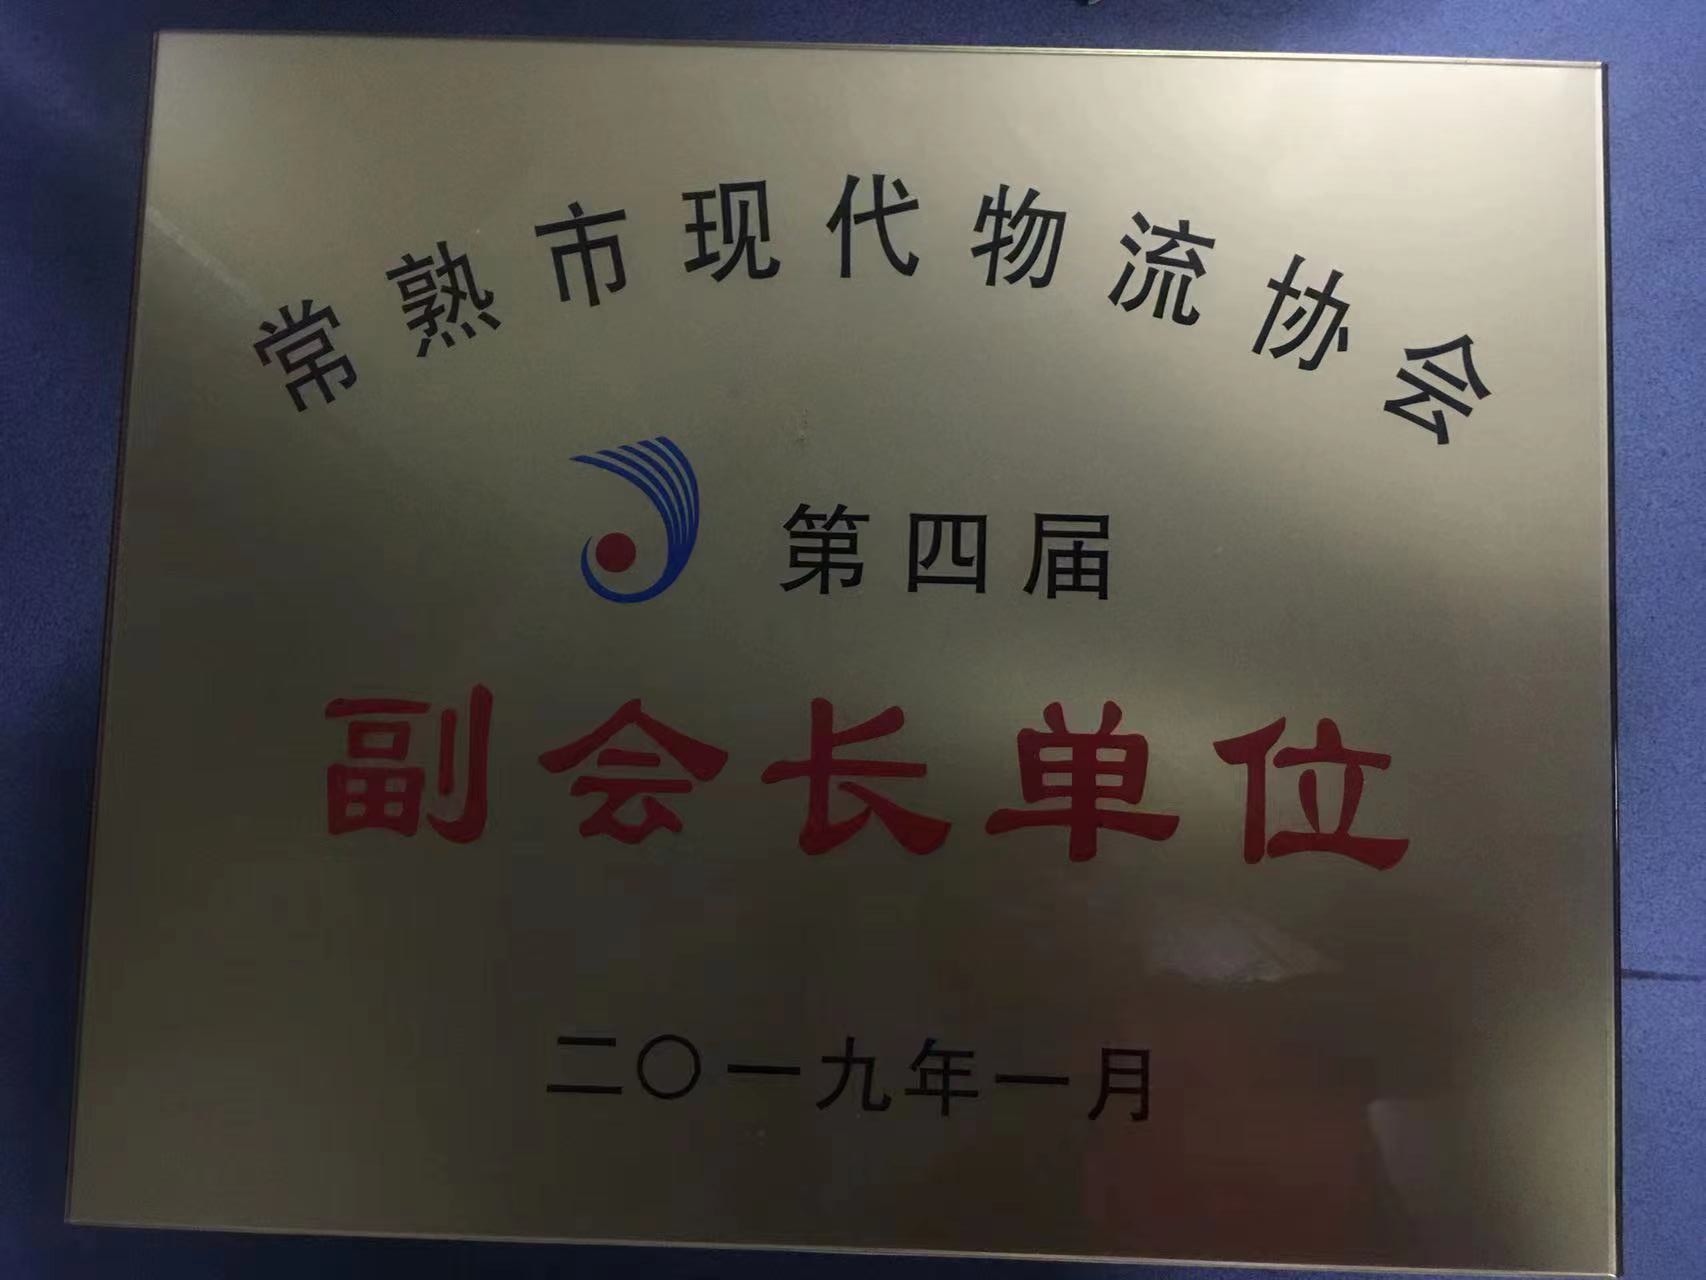 常熟市现代物流协会
第四届
副会长单位
二〇一九年一月